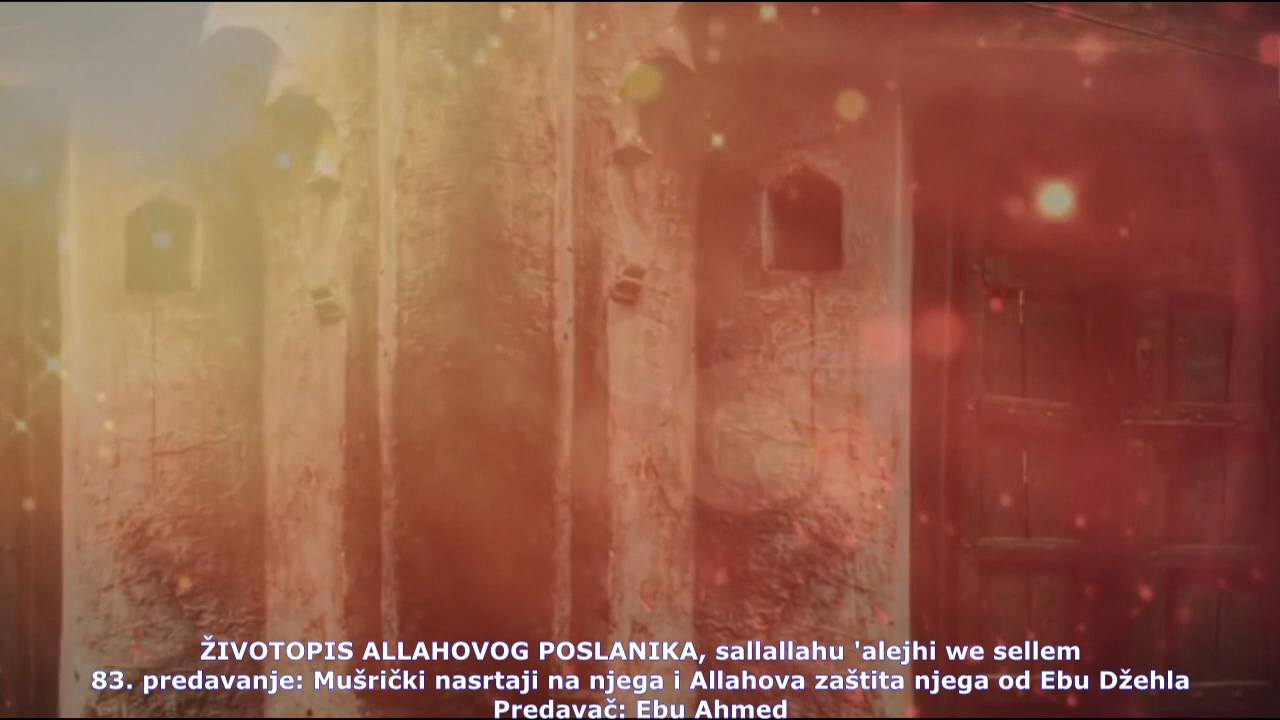 ŽIVOTOPIS ALLAHOVOG POSLANIKA, sallallahu 'alejhi we sellem
83. predavanje: Mušrički nasrtaji na njega i Allahova zaštita njega od Ebu Džehla
Predavač: Ebu Ahmed